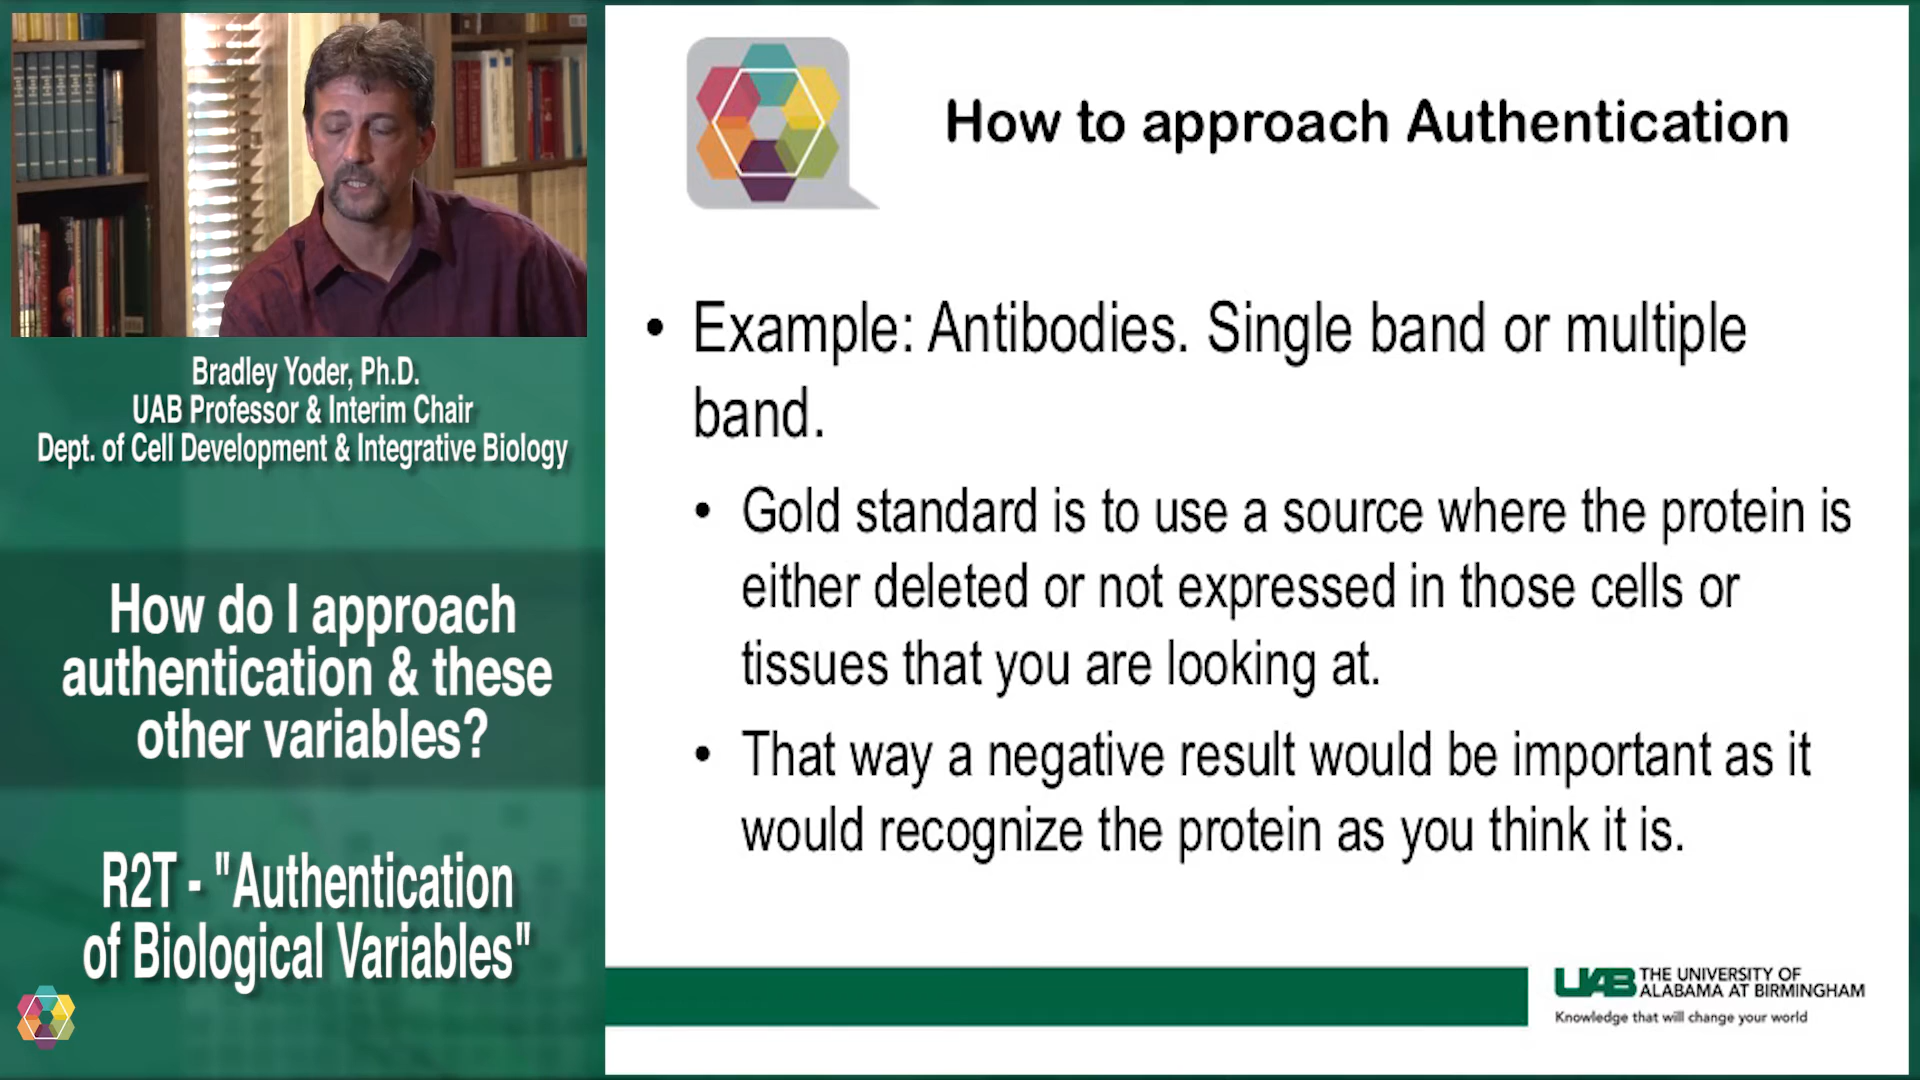 Bradley Yoder, Ph.D.
UAB Professor & Interim Chair
Dept. of Cell Development & Integrative Biology
How do I approach
authentication & these
other variables?
R2T - "Authentication
of Biological Variables"
How to approach Authentication
• Example: Antibodies. Single band or multiple
band.
• Gold standard is to use a source where the protein is
either deleted or not expressed in those cells or
tissues that you are looking at.
• That way a negative result would be important as it
would recognize the protein as you think it is.
UAB THE UNIVERSITY OF
ALABAMA AT BIRMINGHAM
Knowledge that will change your world